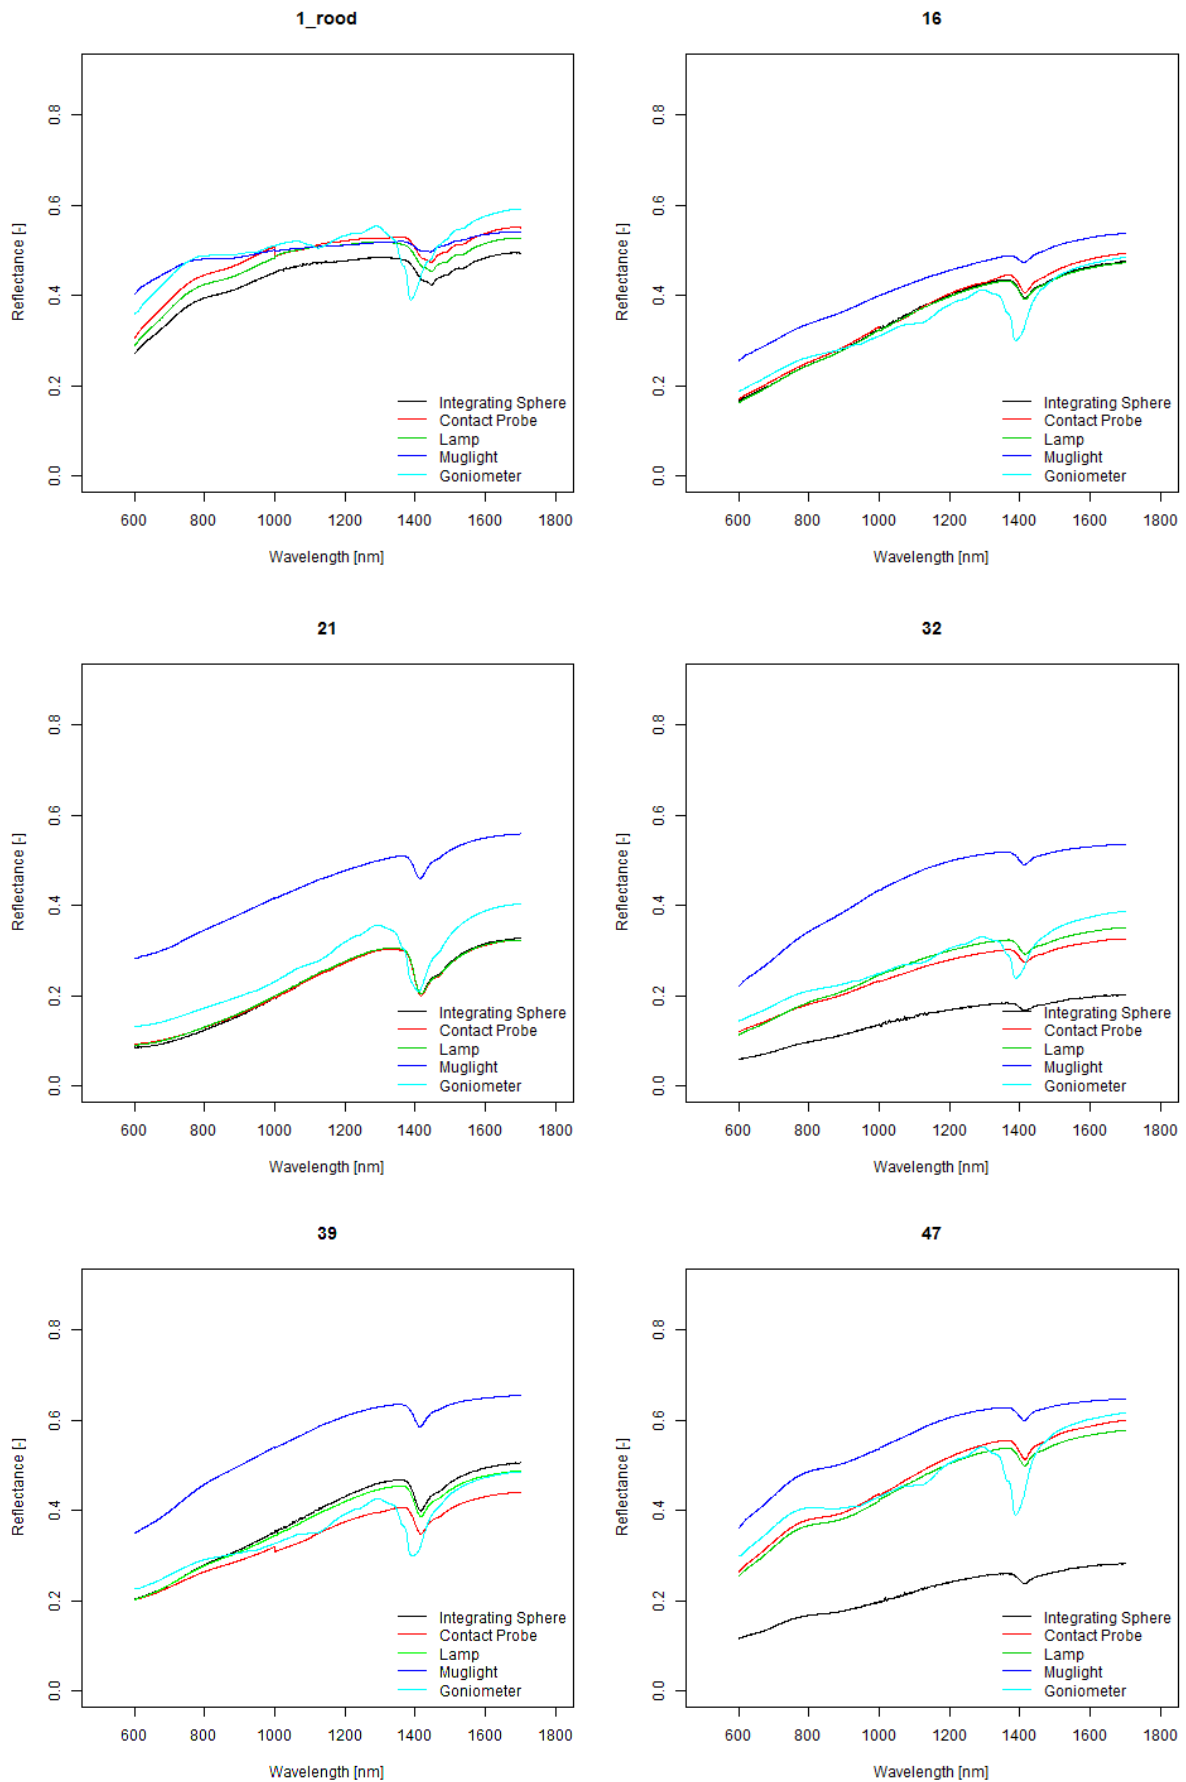 1_rood
Reflectance [-]
0.8
0.6
0.4
0.2
0.0
Integrating Sphere
Contact Probe
Lamp
Muglight
Goniometer
600 800 1000 1200 1400 1600 1800
Wavelength [nm]
16
Reflectance [-]
0.8
0.6
0.4
0.2
0.0
Integrating Sphere
Contact Probe
Lamp
Muglight
Goniometer
600 800 1000 1200 1400 1600 1800
Wavelength [nm]
21
Reflectance [-]
0.8
0.6
0.4
0.2
0.0
Integrating Sphere
Contact Probe
Lamp
Muglight
Goniometer
600 800 1000 1200 1400 1600 1800
Wavelength [nm]
32
Reflectance [-]
0.8
0.6
0.4
0.2
0.0
Integrating Sphere
Contact Probe
Lamp
Muglight
Goniometer
600 800 1000 1200 1400 1600 1800
Wavelength [nm]
39
Reflectance [-]
0.8
0.6
0.4
0.2
0.0
Integrating Sphere
Contact Probe
Lamp
Muglight
Goniometer
600 800 1000 1200 1400 1600 1800
Wavelength [nm]
47
Reflectance [-]
0.8
0.6
0.4
0.2
0.0
Integrating Sphere
Contact Probe
Lamp
Muglight
Goniometer
600 800 1000 1200 1400 1600 1800
Wavelength [nm]